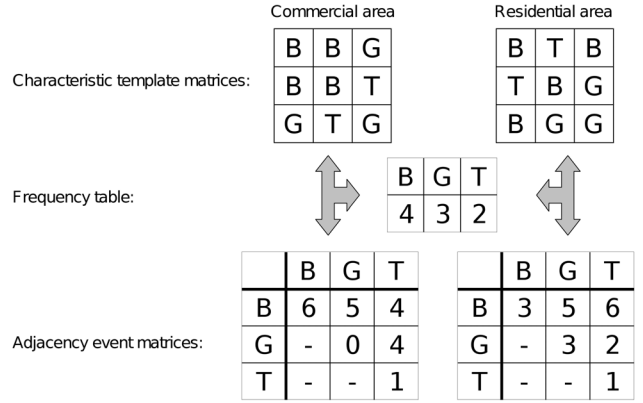 Commercial area
Residential area
Characteristic template matrices:
B B G
B B T
G T G
B T B
T B G
B G G
Frequency table:
B G T
4 3 2
Adjacency event matrices:
B G T
B 6 5 4
G - 0 4
T - - 1
B G T
B 3 5 6
G - 3 2
T - - 1